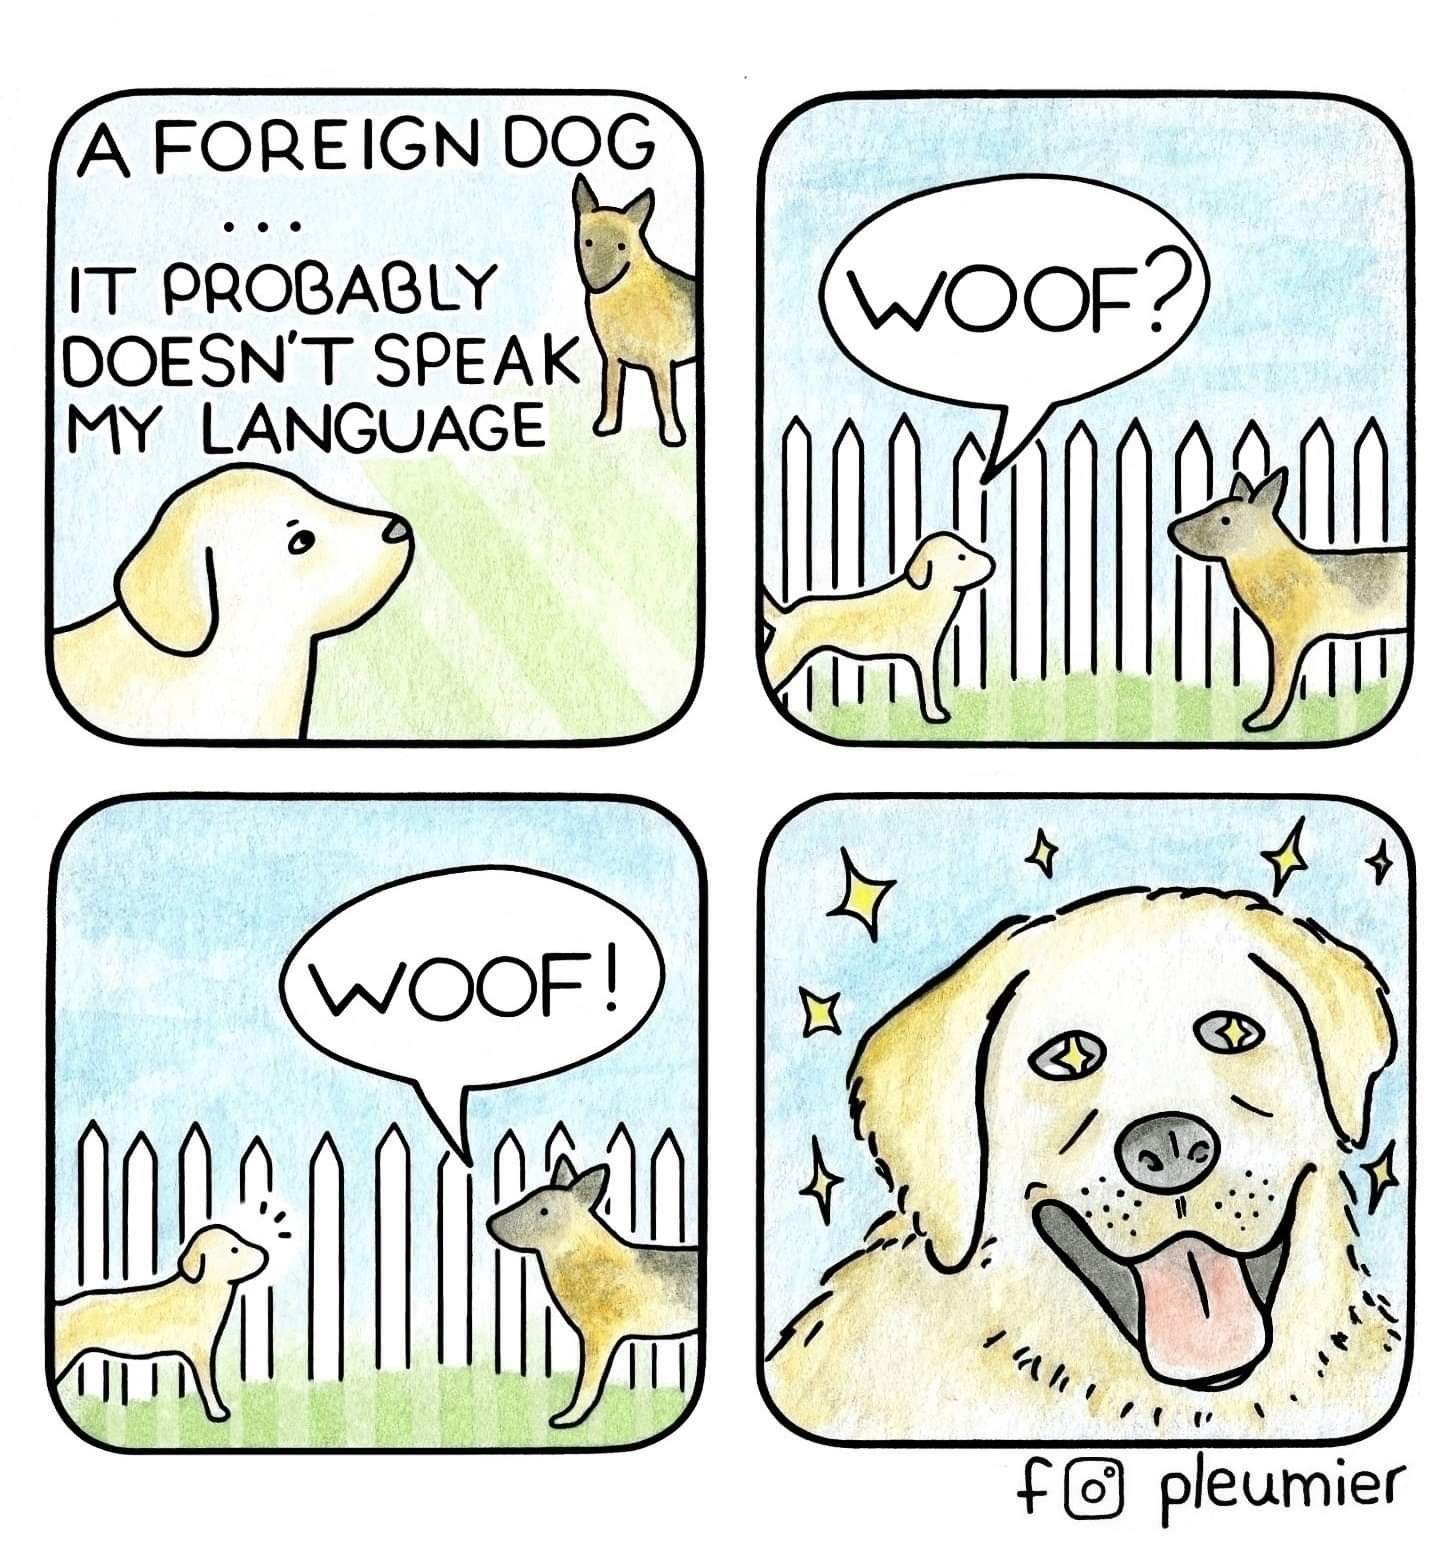 A FOREIGN DOG
...
IT PROBABLY
DOESN'T SPEAK
MY LANGUAGE
WOOF?
WOOF!
f pleumier